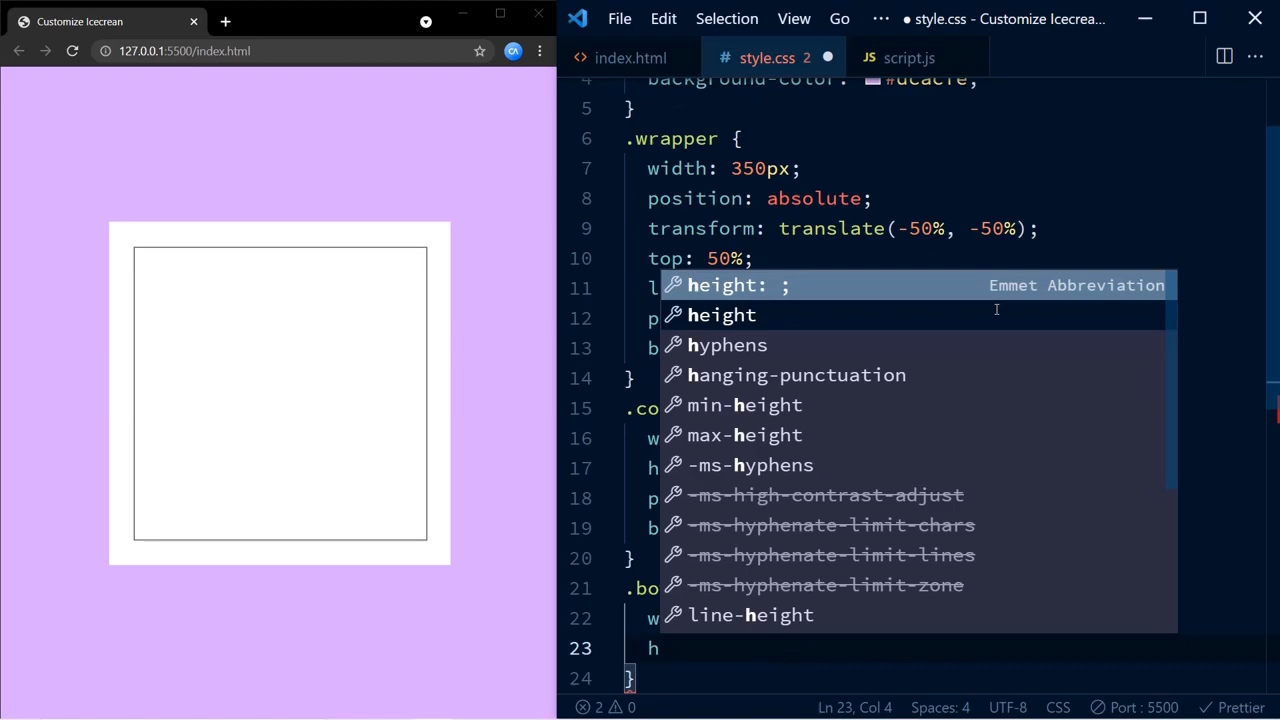 Customize Icecrean
127.0.0.1:5500/index.html
File Edit Selection View Go ··· ● style.css - Customize Icecrea...
<> index.html # style.css 2 ● JS script.js ···
4 background-color: #dcacfe;
5 }
6 .wrapper {
7 width: 350px;
8 position: absolute;
9 transform: translate(-50%, -50%);
10 top: 50%;
11 l
12 p
13 b
14 }
15 .co
16 w
17 h
18 p
19 b
20 }
21 .bo
22 w
23 h
24 }
height: ; Emmet Abbreviation
height
hyphens
hanging-punctuation
min-height
max-height
-ms-hyphens
-ms-high-contrast-adjust
-ms-hyphenate-limit-chars
-ms-hyphenate-limit-lines
-ms-hyphenate-limit-zone
line-height
2 0 Ln 23, Col 4 Spaces: 4 UTF-8 CSS Port : 5500 Prettier